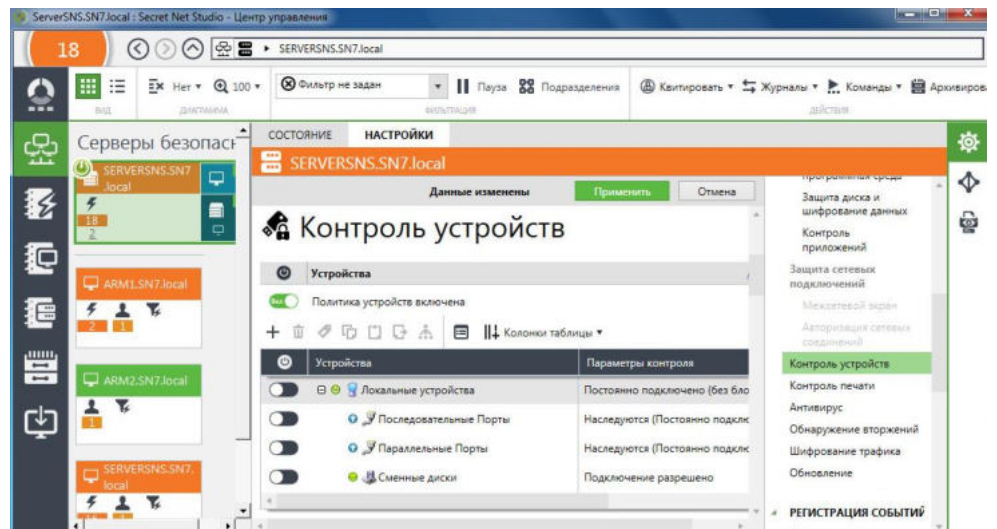 ServerSNS.SN7.local : Secret Net Studio - Центр управления
18
SERVERSNS.SN7.local
Нет
100
Фильтр не задан
Пауза
Подразделения
Квитировать
Журналы
Команды
Архивиров
ВИД
ДИАГРАММА
ФИЛЬТРАЦИЯ
ДЕЙСТВИЯ
Серверы безопасн
SERVERSNS.SN7
.local
18
2
ARM1.SN7.local
2 1
ARM2.SN7.local
1
SERVERSNS.SN7.
local
СОСТОЯНИЕ НАСТРОЙКИ
SERVERSNS.SN7.local
Данные изменены Применить Отмена
Контроль устройств
Устройства
Вкл Политика устройств включена
Колонки таблицы
Устройства Параметры контроля
Локальные устройства Постоянно подключено (без бло
Последовательные Порты Наследуются (Постоянно подклю
Параллельные Порты Наследуются (Постоянно подклю
Сменные диски Подключение разрешено
Защита диска и
шифрование данных
Контроль
приложений
Защита сетевых
подключений
Межсетевой экран
Авторизация сетевых
соединений
Контроль устройств
Контроль печати
Антивирус
Обнаружение вторжений
Шифрование трафика
Обновление
РЕГИСТРАЦИЯ СОБЫТИЙ